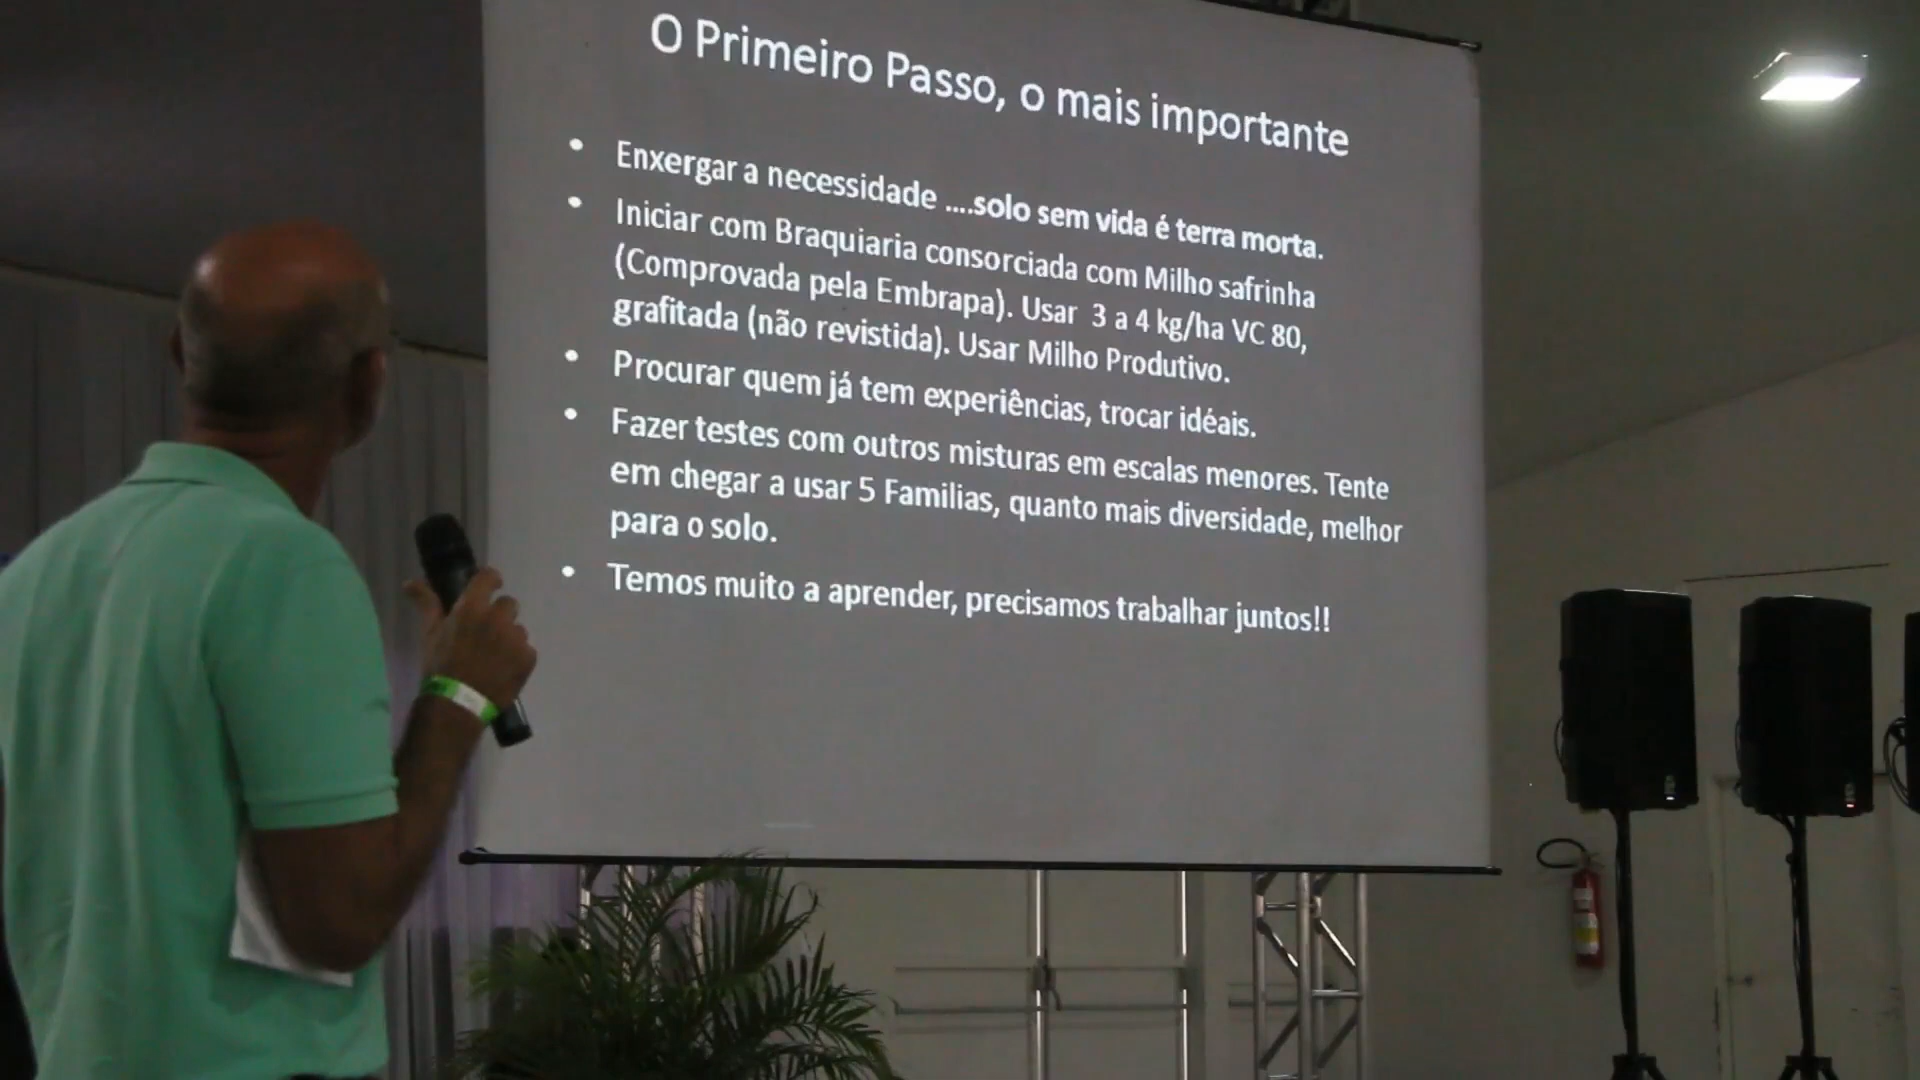 O Primeiro Passo, o mais importante
• Enxergar a necessidade ....solo sem vida é terra morta.
• Iniciar com Braquiaria consorciada com Milho safrinha
(Comprovada pela Embrapa). Usar 3 a 4 kg/ha VC 80,
grafitada (não revistida). Usar Milho Produtivo.
• Procurar quem já tem experiências, trocar idéais.
• Fazer testes com outros misturas em escalas menores. Tente
em chegar a usar 5 Familias, quanto mais diversidade, melhor
para o solo.
• Temos muito a aprender, precisamos trabalhar juntos!!